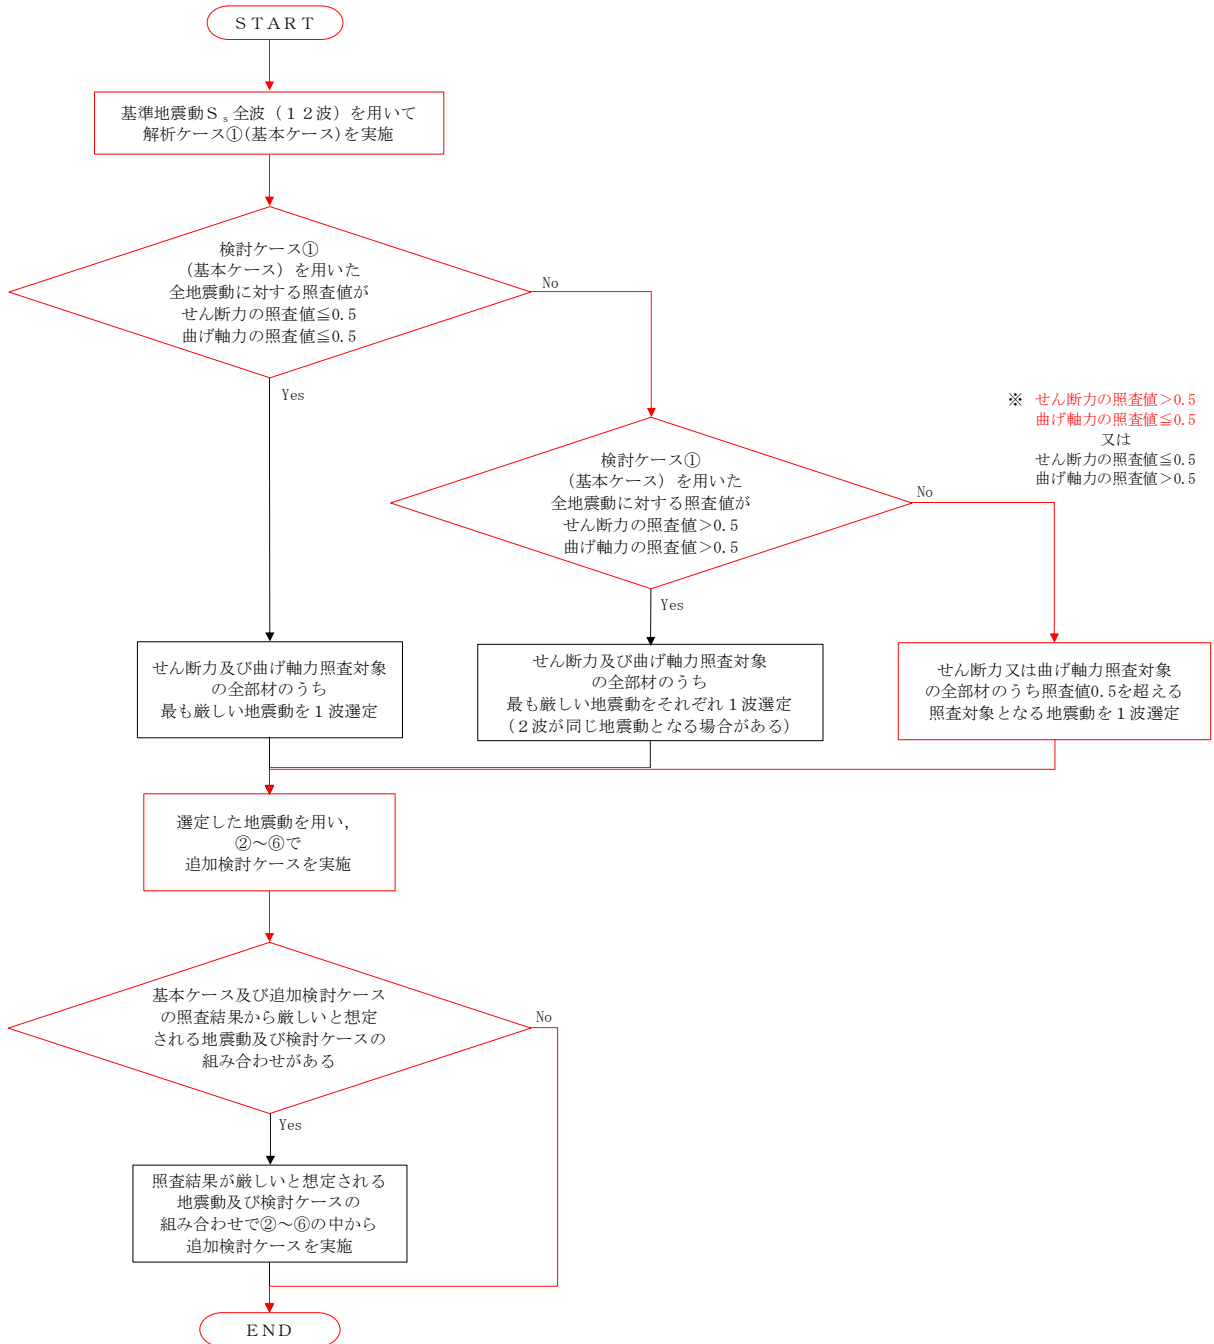 ＳＴＡＲＴ
基準地震動Ｓｓ全波（１２波）を用いて
解析ケース①(基本ケース)を実施
検討ケース①
（基本ケース）を用いた
全地震動に対する照査値が
せん断力の照査値≦0.5
曲げ軸力の照査値≦0.5
No
Yes
※ せん断力の照査値＞0.5
曲げ軸力の照査値≦0.5
又は
せん断力の照査値≦0.5
曲げ軸力の照査値＞0.5
検討ケース①
（基本ケース）を用いた
全地震動に対する照査値が
せん断力の照査値＞0.5
曲げ軸力の照査値＞0.5
No
Yes
せん断力及び曲げ軸力照査対象
の全部材のうち
最も厳しい地震動を１波選定
せん断力及び曲げ軸力照査対象
の全部材のうち
最も厳しい地震動をそれぞれ１波選定
（２波が同じ地震動となる場合がある）
せん断力又は曲げ軸力照査対象
の全部材のうち照査値0.5を超える
照査対象となる地震動を１波選定
選定した地震動を用い，
②～⑥で
追加検討ケースを実施
基本ケース及び追加検討ケース
の照査結果から厳しいと想定
される地震動及び検討ケースの
組み合わせがある
No
Yes
照査結果が厳しいと想定される
地震動及び検討ケースの
組み合わせで②～⑥の中から
追加検討ケースを実施
ＥＮＤ